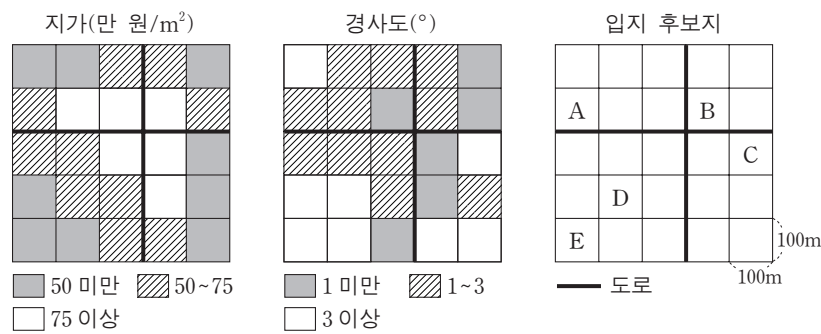 지가(만 원/m²)
경사도(°)
입지 후보지
A
B
C
D
E
100m
100m
50 미만
50~75
75 이상
1 미만
1~3
3 이상
도로